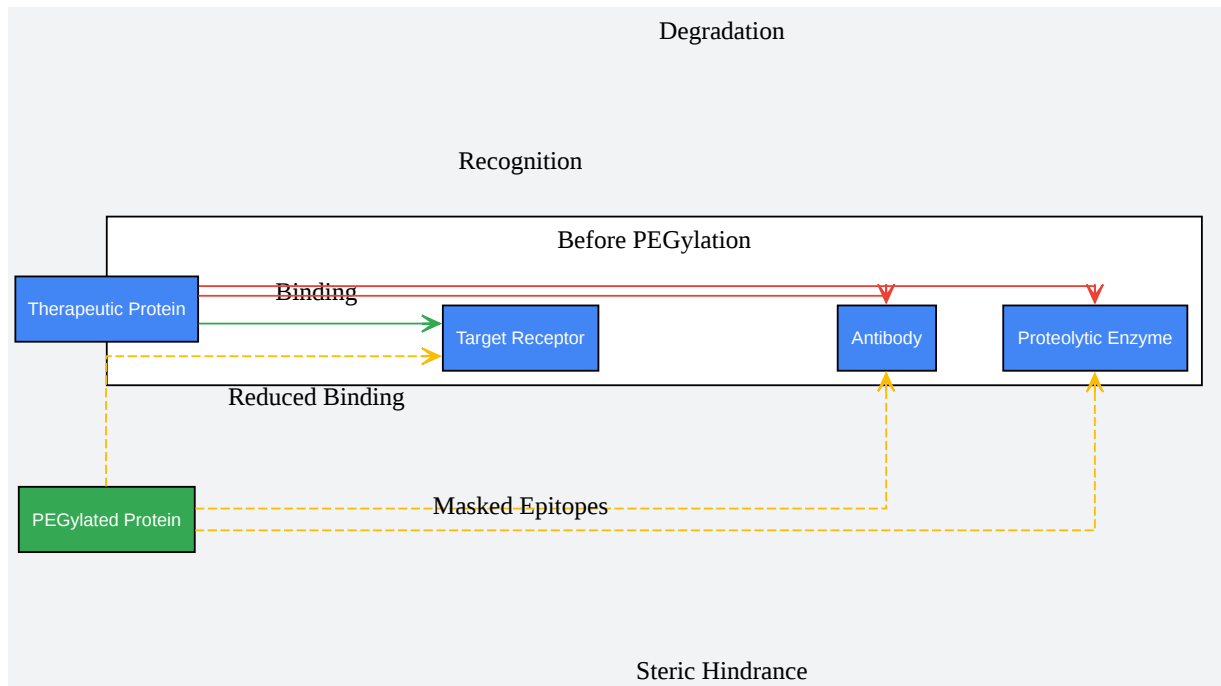 Degradation
Recognition
Before PEGylation
Binding
Therapeutic Protein
Target Receptor
Antibody
Proteolytic Enzyme
Reduced Binding
Masked Epitopes
PEGylated Protein
Steric Hindrance